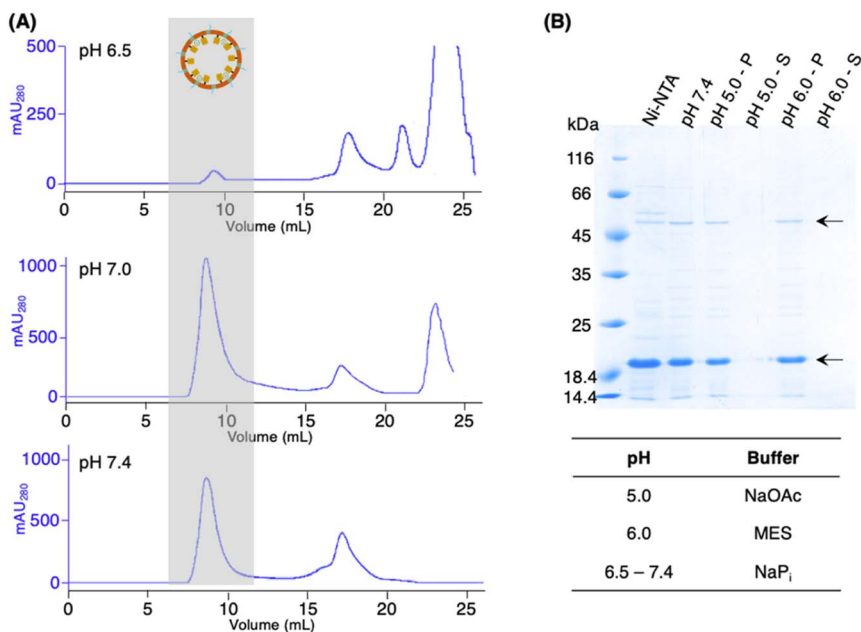 (A)
pH 6.5
500
250
0
mAU280
0 5 10 15 20 25
Volume (mL)
pH 7.0
1000
500
0
mAU280
0 5 10 15 20 25
Volume (mL)
pH 7.4
1000
500
0
mAU280
0 5 10 15 20 25
Volume (mL)
(B)
kDa
Ni-NTA
pH 7.4
pH 5.0 - P
pH 5.0 - S
pH 6.0 - P
pH 6.0 - S
116
66
45
35
25
18.4
14.4
pH Buffer
5.0 NaOAc
6.0 MES
6.5 – 7.4 NaPi